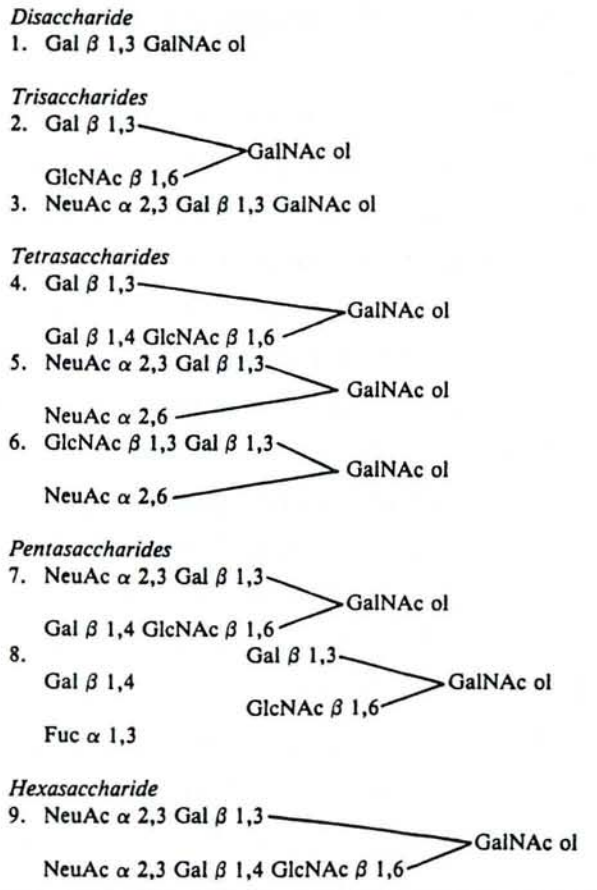 Disaccharide
1. Gal β 1,3 GalNAc ol
Trisaccharides
2. Gal β 1,3
GalNAc ol
GlcNAc β 1,6
3. NeuAc α 2,3 Gal β 1,3 GalNAc ol
Tetrasaccharides
4. Gal β 1,3
GalNAc ol
Gal β 1,4 GlcNAc β 1,6
5. NeuAc α 2,3 Gal β 1,3
GalNAc ol
NeuAc α 2,6
6. GlcNAc β 1,3 Gal β 1,3
GalNAc ol
NeuAc α 2,6
Pentasaccharides
7. NeuAc α 2,3 Gal β 1,3
GalNAc ol
Gal β 1,4 GlcNAc β 1,6
8. Gal β 1,3
Gal β 1,4 GalNAc ol
GlcNAc β 1,6
Fuc α 1,3
Hexasaccharide
9. NeuAc α 2,3 Gal β 1,3
GalNAc ol
NeuAc α 2,3 Gal β 1,4 GlcNAc β 1,6